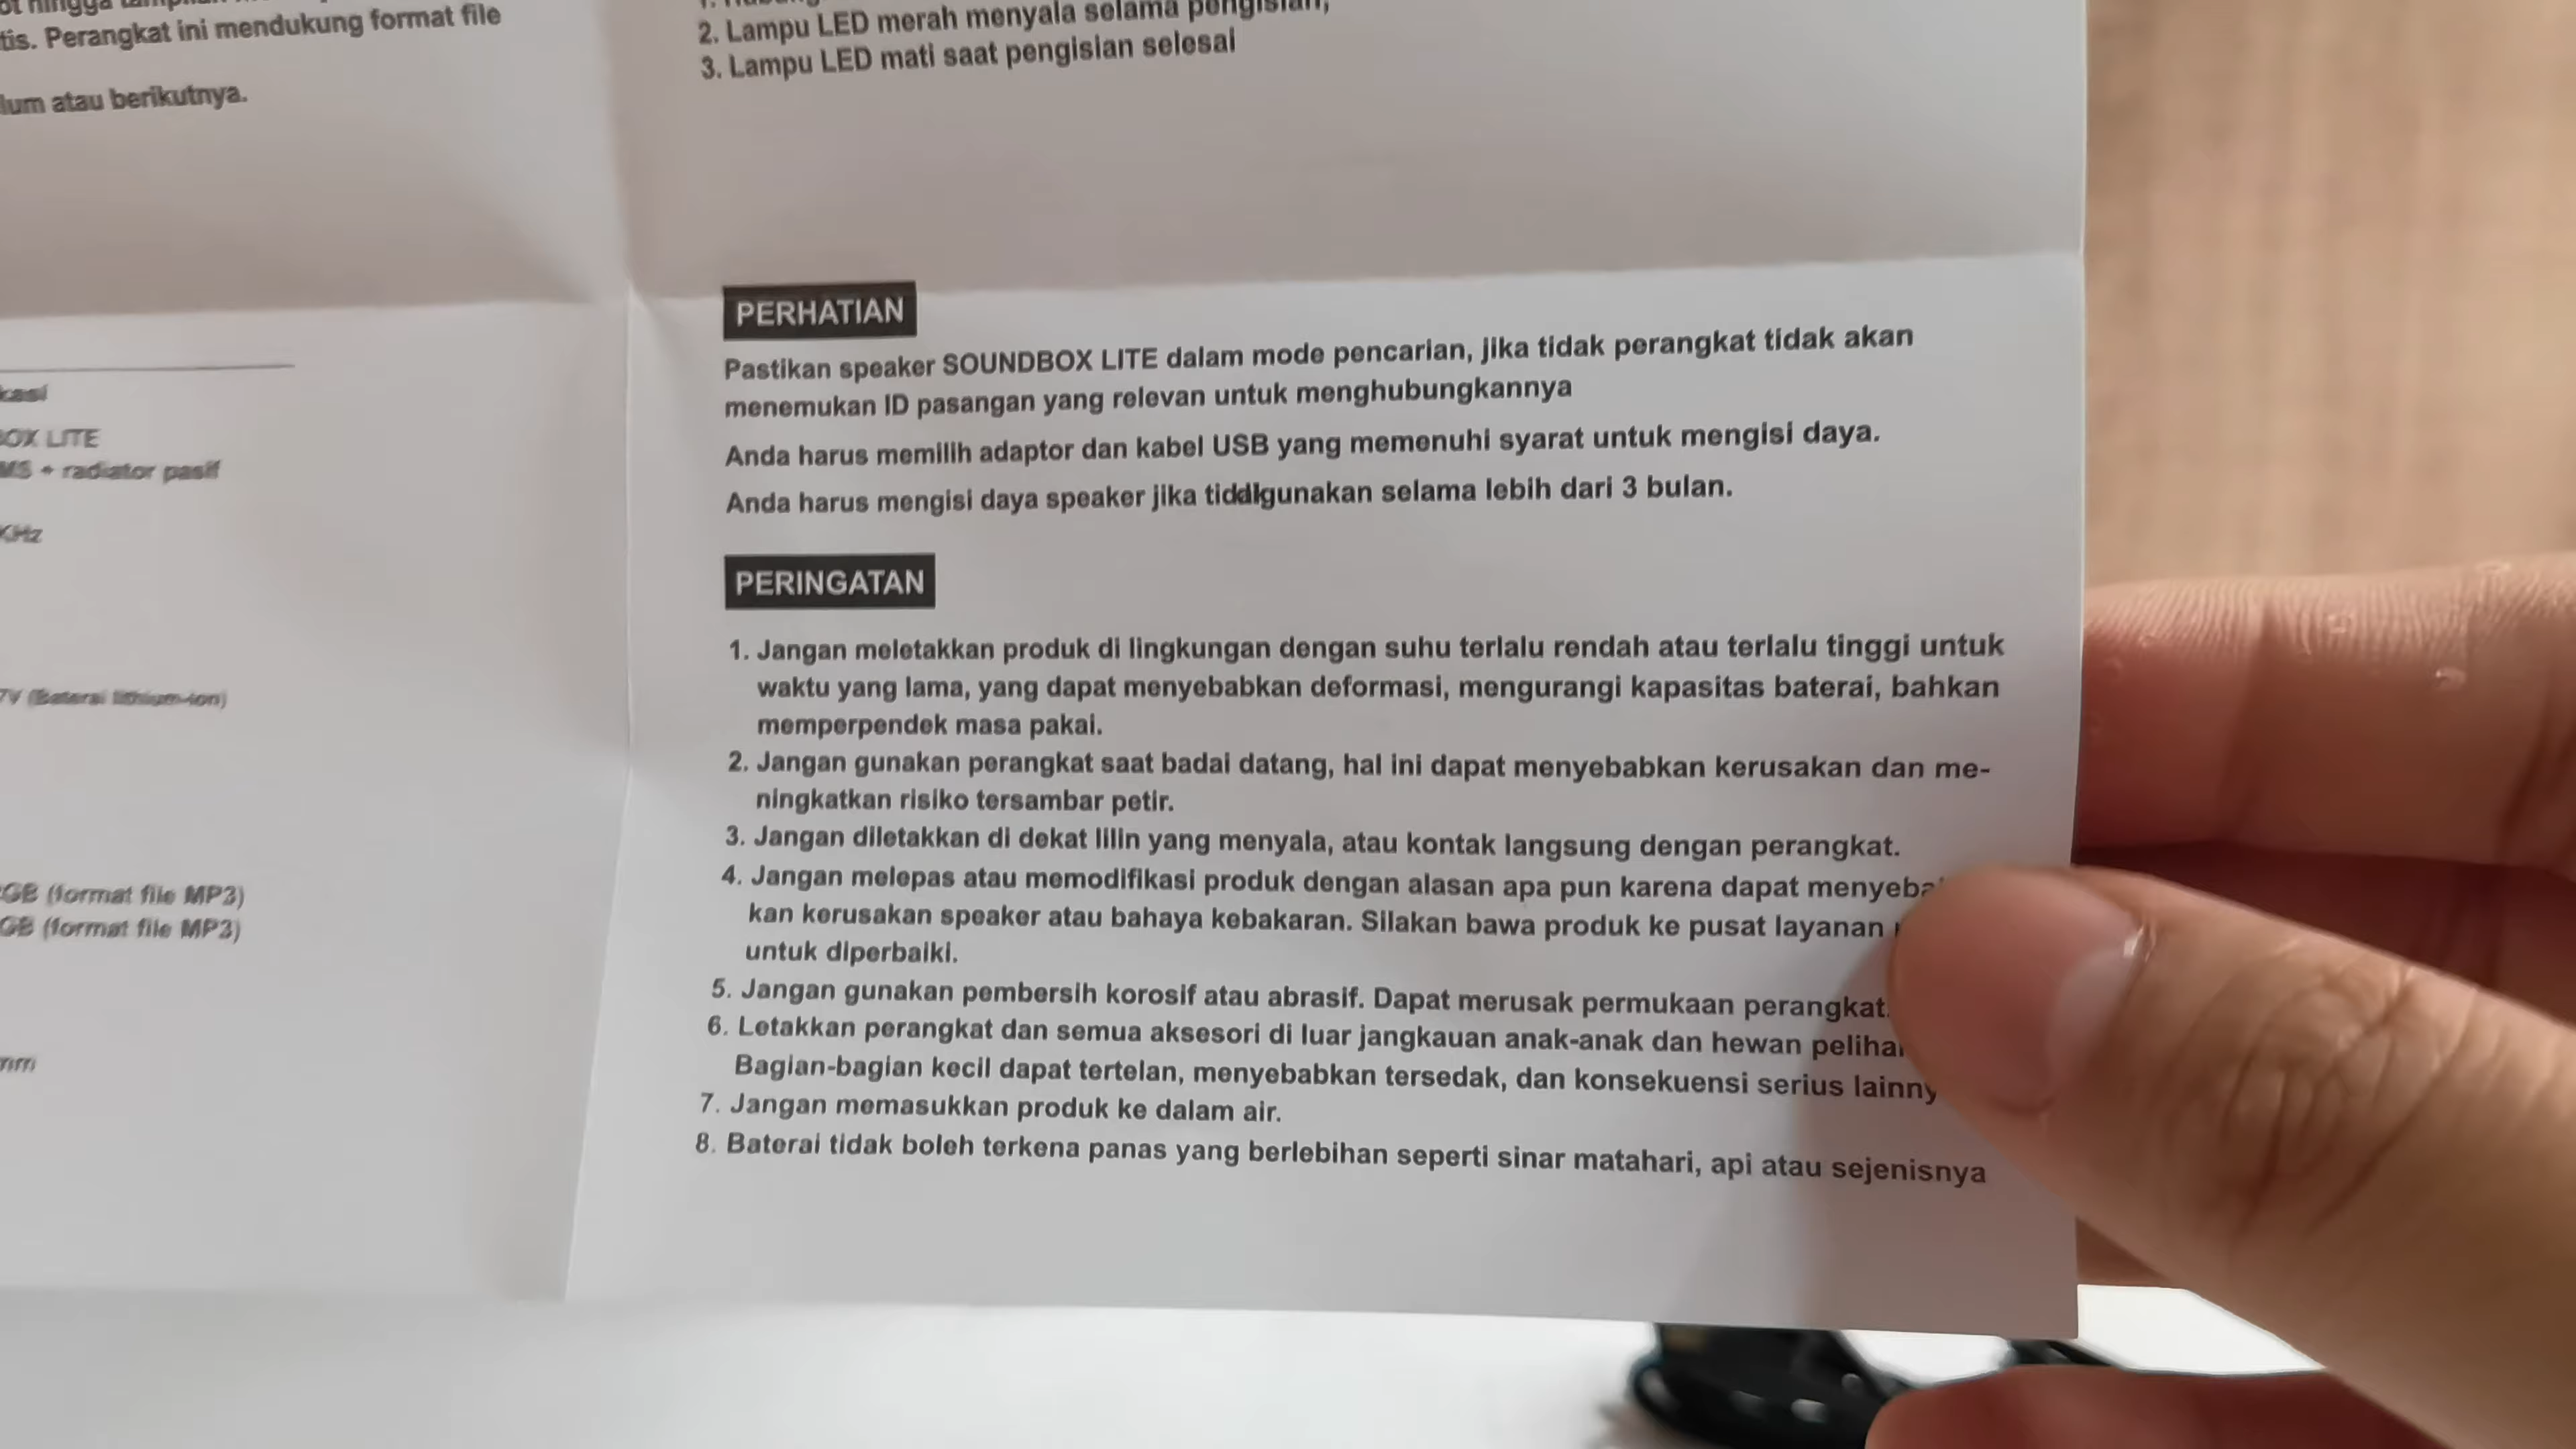 tis. Perangkat ini mendukung format file
atau berikutnya.
OX LITE
+ radiator pasif
KHz
(Baterai lithium-ion)
GB (format file MP3)
GB (format file MP3)
mm
2. Lampu LED merah menyala selama pengisian,
3. Lampu LED mati saat pengisian selesai
PERHATIAN
Pastikan speaker SOUNDBOX LITE dalam mode pencarian, jika tidak perangkat tidak akan
menemukan ID pasangan yang relevan untuk menghubungkannya
Anda harus memilih adaptor dan kabel USB yang memenuhi syarat untuk mengisi daya.
Anda harus mengisi daya speaker jika selama lebih dari 3 bulan.
PERINGATAN
1. Jangan meletakkan produk di lingkungan dengan suhu terlalu rendah atau terlalu tinggi untuk
waktu yang lama, yang dapat menyebabkan deformasi, mengurangi kapasitas baterai, bahkan
memperpendek masa pakai.
2. Jangan gunakan perangkat saat badai datang, hal ini dapat menyebabkan kerusakan dan me-
ningkatkan risiko tersambar petir.
3. Jangan diletakkan di dekat lilin yang menyala, atau kontak langsung dengan perangkat.
4. Jangan melepas atau memodifikasi produk dengan alasan apa pun karena dapat
kan kerusakan speaker atau bahaya kebakaran. Silakan bawa produk ke pusat layanan
untuk diperbaiki.
5. Jangan gunakan pembersih korosif atau abrasif. Dapat merusak permukaan perangkat.
6. Letakkan perangkat dan semua aksesori di luar jangkauan anak-anak dan hewan
Bagian-bagian kecil dapat tertelan, menyebabkan tersedak, dan konsekuensi serius
7. Jangan memasukkan produk ke dalam air.
8. Baterai tidak boleh terkena panas yang berlebihan seperti sinar matahari, api atau sejenisnya